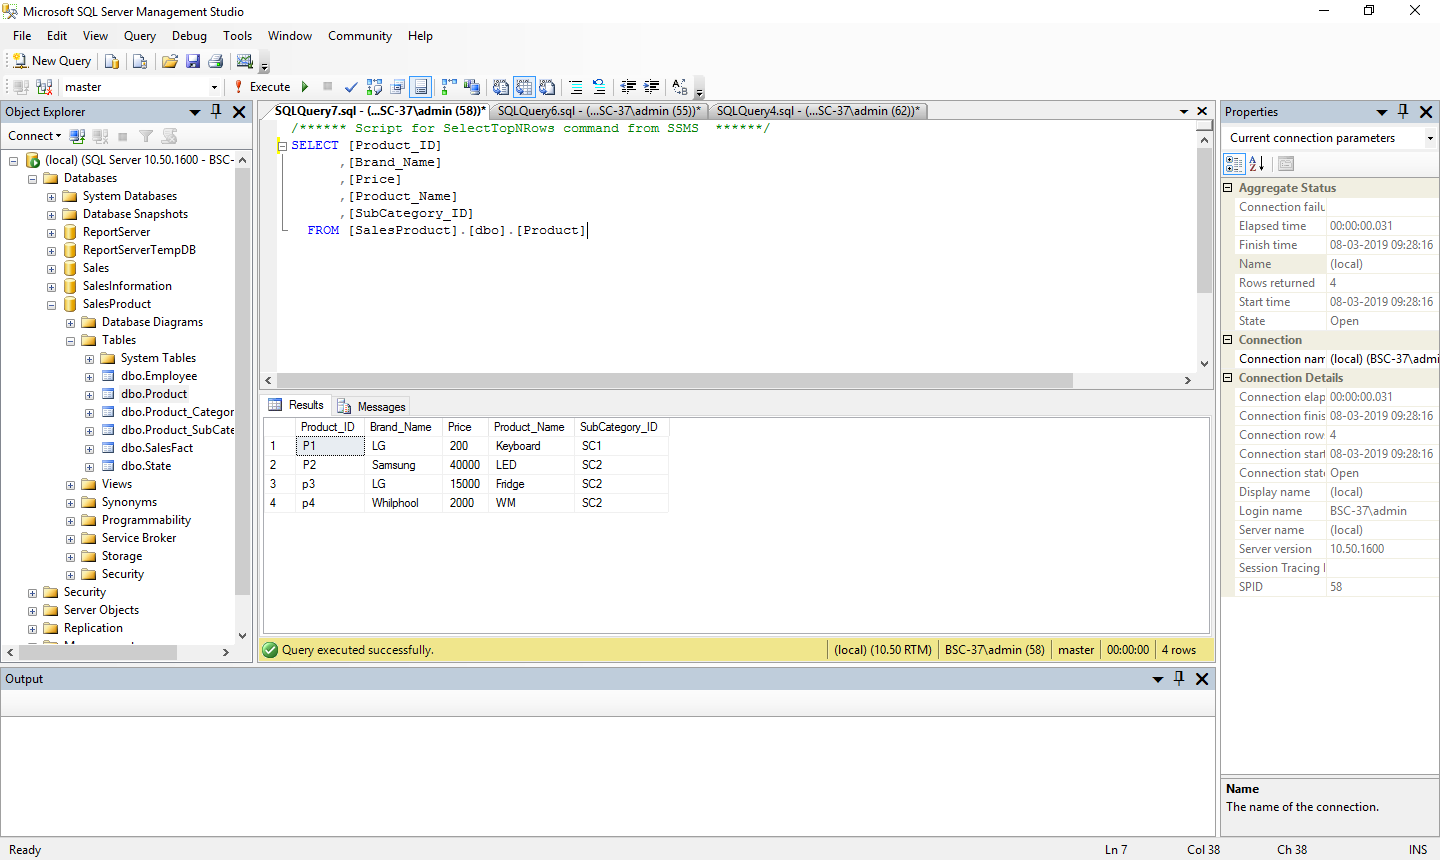 Microsoft SQL Server Management Studio
File Edit View Query Debug Tools Window Community Help
New Query
master Execute
Object Explorer
Connect
(local) (SQL Server 10.50.1600 - BSC-
Databases
System Databases
Database Snapshots
ReportServer
ReportServerTempDB
Sales
SalesInformation
SalesProduct
Database Diagrams
Tables
System Tables
dbo.Employee
dbo.Product
dbo.Product_Categor
dbo.Product_SubCate
dbo.SalesFact
dbo.State
Views
Synonyms
Programmability
Service Broker
Storage
Security
Security
Server Objects
Replication
SQLQuery7.sql - (...SC-37\admin (58))* SQLQuery6.sql - (...SC-37\admin (55))* SQLQuery4.sql - (...SC-37\admin (62))*
/****** Script for SelectTopNRows command from SSMS ******/
SELECT [Product_ID]
,[Brand_Name]
,[Price]
,[Product_Name]
,[SubCategory_ID]
FROM [SalesProduct].[dbo].[Product]
Results Messages
Product_ID Brand_Name Price Product_Name SubCategory_ID
1 P1 LG 200 Keyboard SC1
2 P2 Samsung 40000 LED SC2
3 p3 LG 15000 Fridge SC2
4 p4 Whilphool 2000 WM SC2
Query executed successfully. (local) (10.50 RTM) BSC-37\admin (58) master 00:00:00 4 rows
Properties
Current connection parameters
Aggregate Status
Connection failu
Elapsed time 00:00:00.031
Finish time 08-03-2019 09:28:16
Name (local)
Rows returned 4
Start time 08-03-2019 09:28:16
State Open
Connection
Connection nam (local) (BSC-37\admi
Connection Details
Connection elap 00:00:00.031
Connection finis 08-03-2019 09:28:16
Connection row 4
Connection start 08-03-2019 09:28:16
Connection state Open
Display name (local)
Login name BSC-37\admin
Server name (local)
Server version 10.50.1600
Session Tracing I
SPID 58
Name
The name of the connection.
Output
Ready Ln 7 Col 38 Ch 38 INS